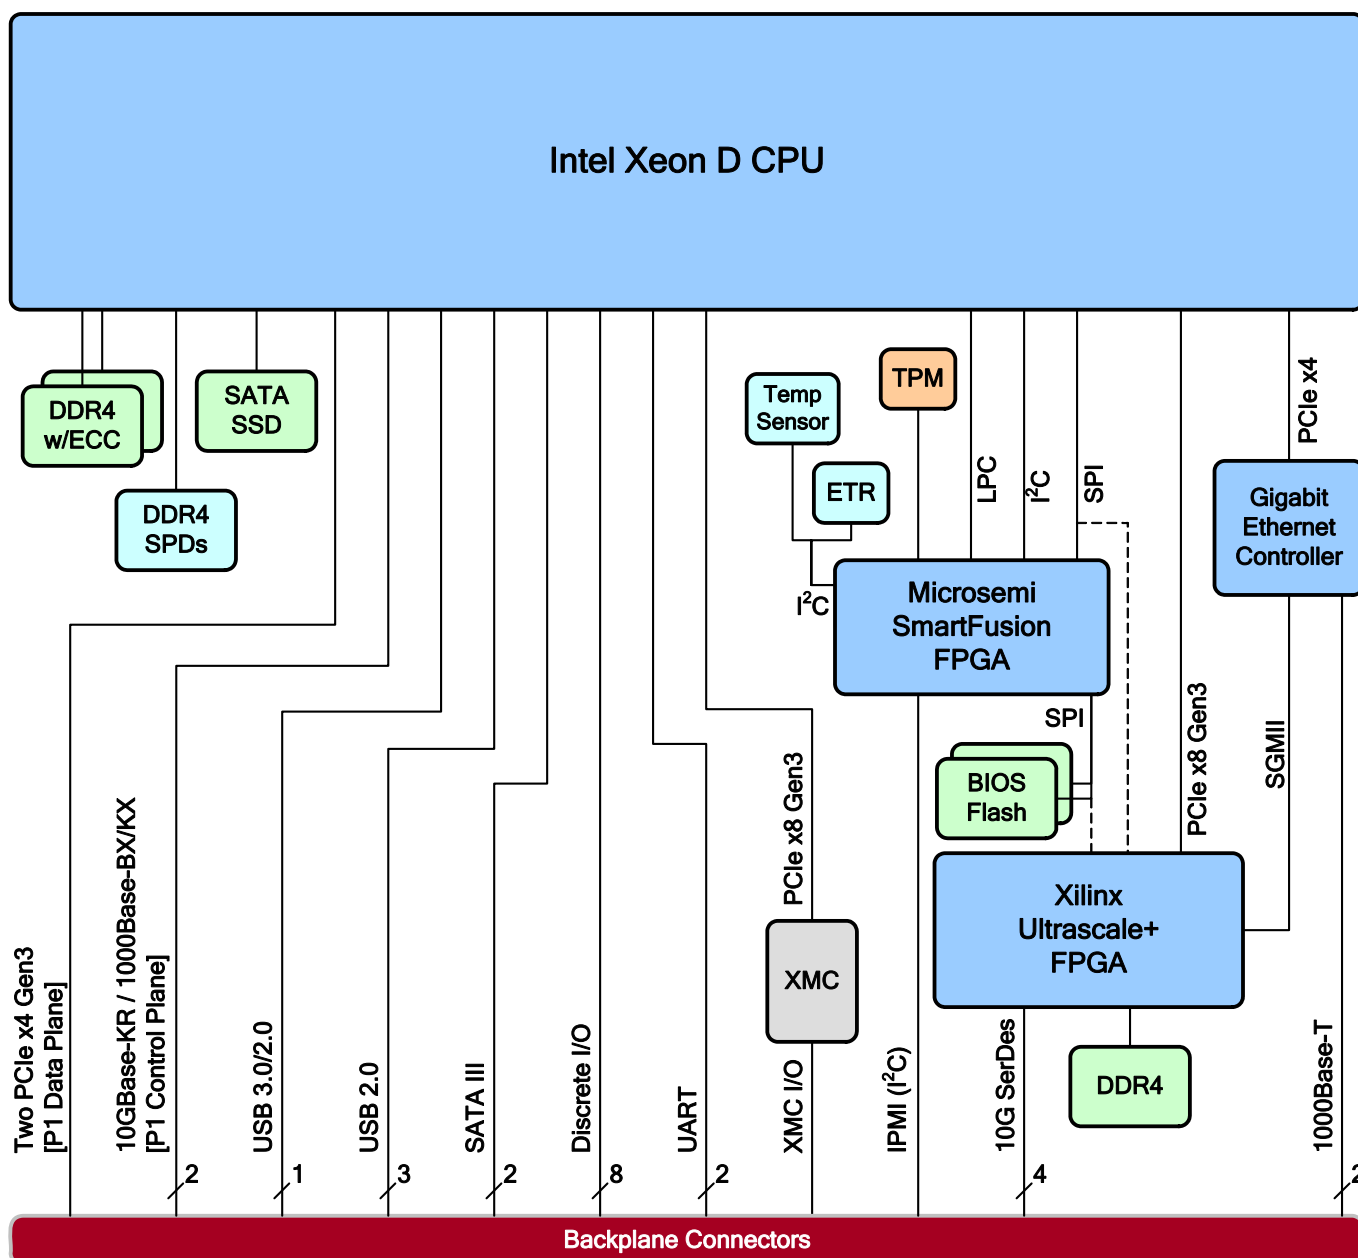 Intel Xeon D CPU
DDR4
w/ECC
SATA
SSD
DDR4
SPDs
Temp
Sensor
ETR
I²C
TPM
LPC
I²C
SPI
PCIe x4
Gigabit
Ethernet
Controller
Microsemi
SmartFusion
FPGA
SPI
BIOS
Flash
PCIe x8 Gen3
PCIe x8 Gen3
SGMII
XMC
Xilinx
Ultrascale+
FPGA
DDR4
Two PCIe x4 Gen3
[P1 Data Plane]
10GBase-KR / 1000Base-BX/KX
[P1 Control Plane]
2
USB 3.0/2.0
1
USB 2.0
3
SATA III
2
Discrete I/O
8
UART
2
XMC I/O
IPMI (I²C)
10G SerDes
4
1000Base-T
2
Backplane Connectors